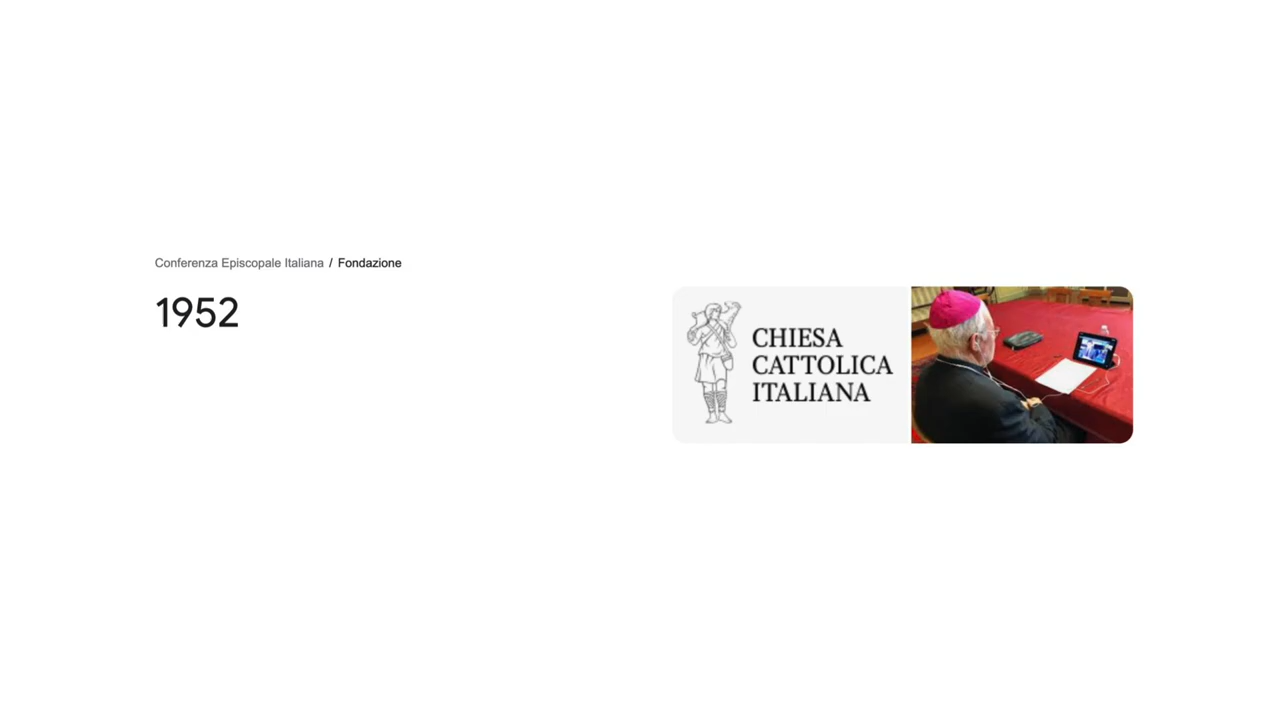 Conferenza Episcopale Italiana / Fondazione
1952
CHIESA
CATTOLICA
ITALIANA